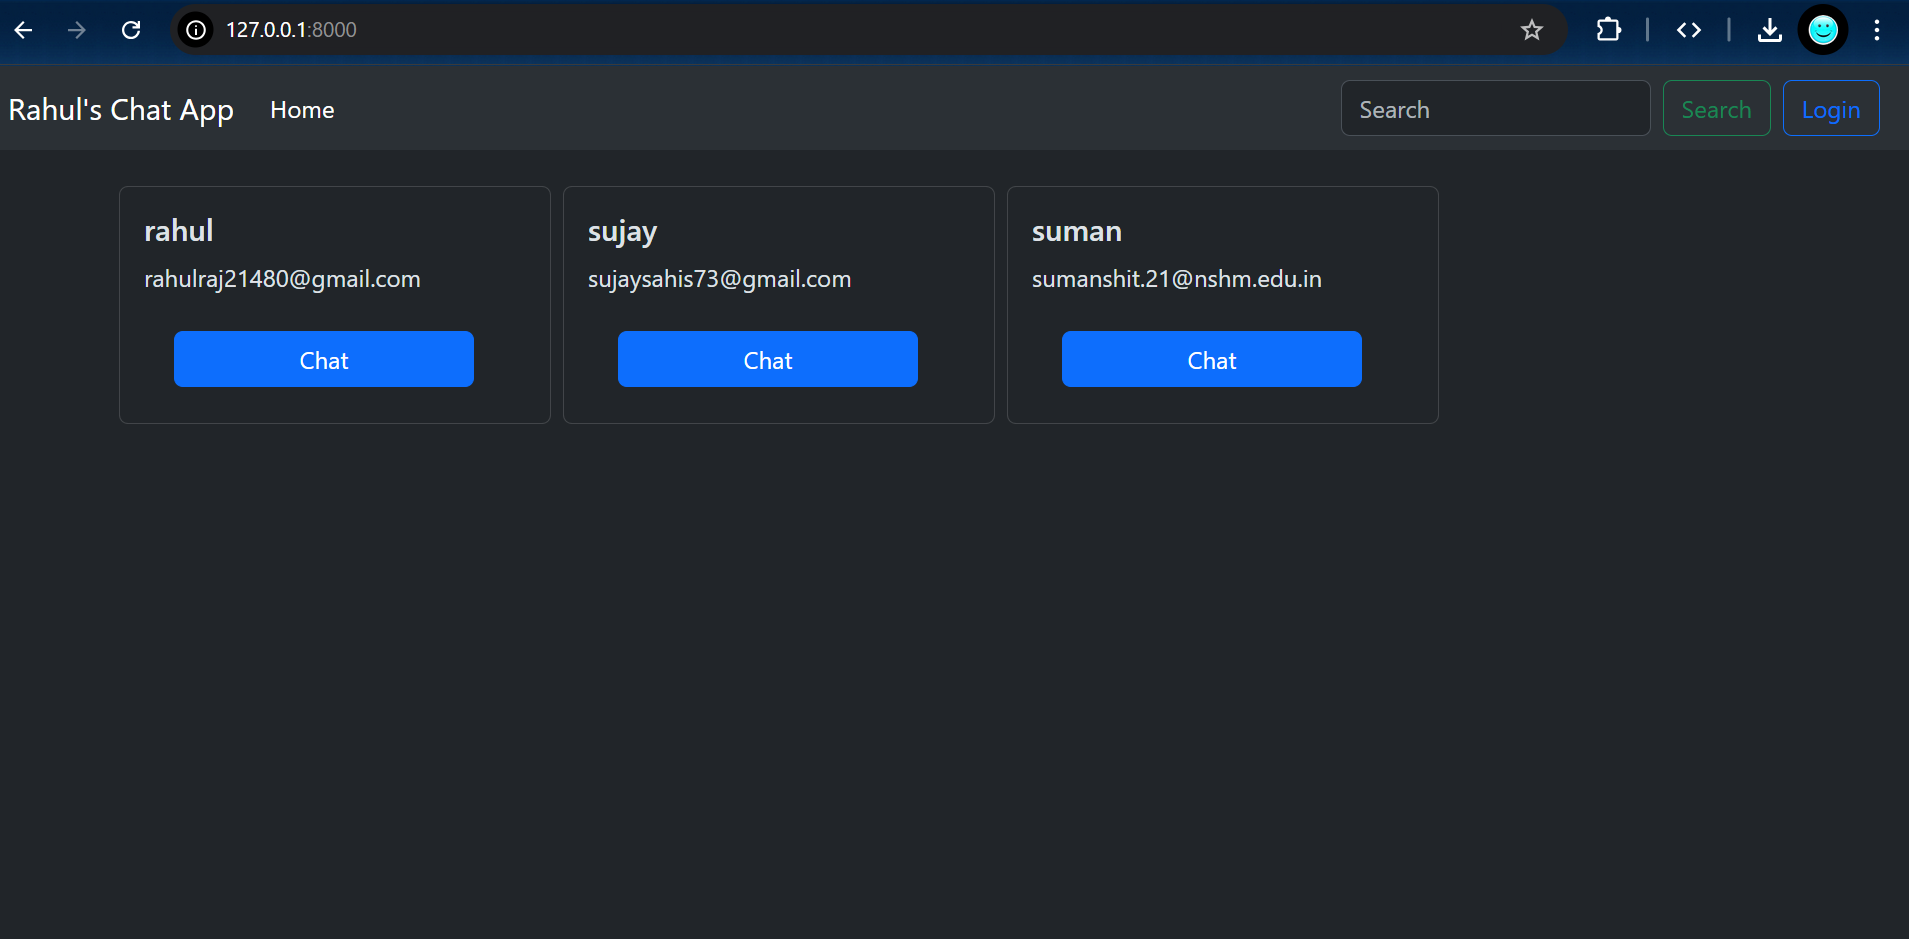 127.0.0.1:8000
Rahul's Chat App Home Search Search Login
rahul
rahulraj21480@gmail.com
Chat
sujay
sujaysahis73@gmail.com
Chat
suman
sumanshit.21@nshm.edu.in
Chat